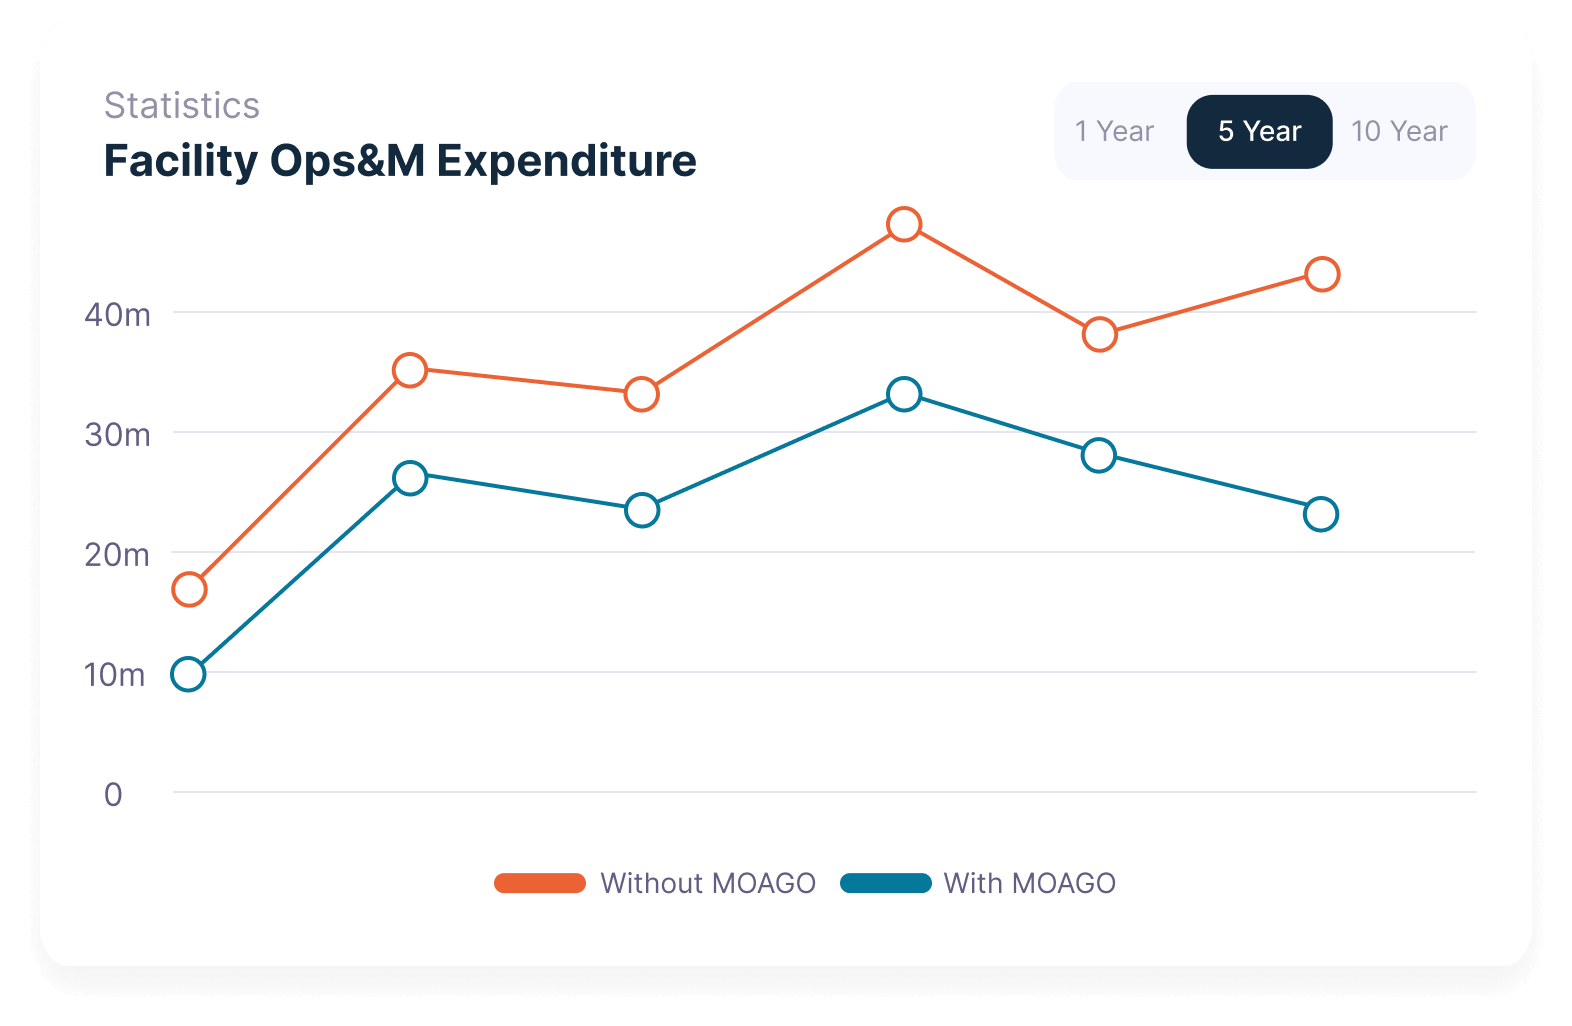 Statistics
Facility Ops&M Expenditure
1 Year 5 Year 10 Year
40m
30m
20m
10m
0
Without MOAGO With MOAGO